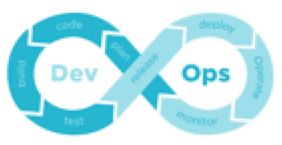 code
plan
build
Dev
test
release
deploy
Ops
Operate
monitor